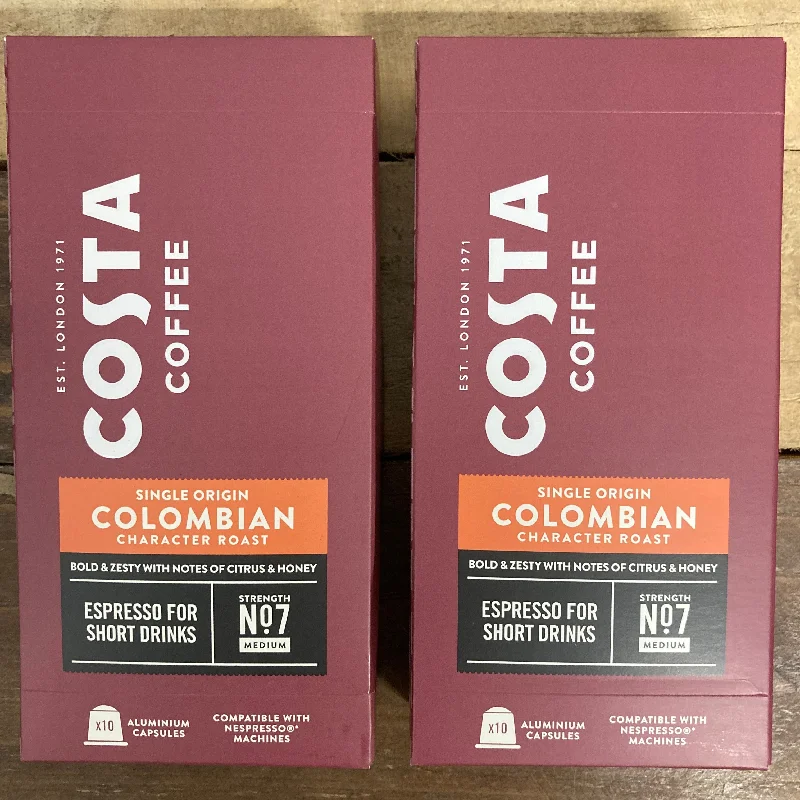 EST. LONDON 1971
COSTA
COFFEE
SINGLE ORIGIN
COLOMBIAN
CHARACTER ROAST
BOLD & ZESTY WITH NOTES OF CITRUS & HONEY
ESPRESSO FOR
SHORT DRINKS
STRENGTH
Nº7
MEDIUM
x10
ALUMINIUM
CAPSULES
COMPATIBLE WITH
NESPRESSO®*
MACHINES
EST. LONDON 1971
COSTA
COFFEE
SINGLE ORIGIN
COLOMBIAN
CHARACTER ROAST
BOLD & ZESTY WITH NOTES OF CITRUS & HONEY
ESPRESSO FOR
SHORT DRINKS
STRENGTH
Nº7
MEDIUM
x10
ALUMINIUM
CAPSULES
COMPATIBLE WITH
NESPRESSO®*
MACHINES